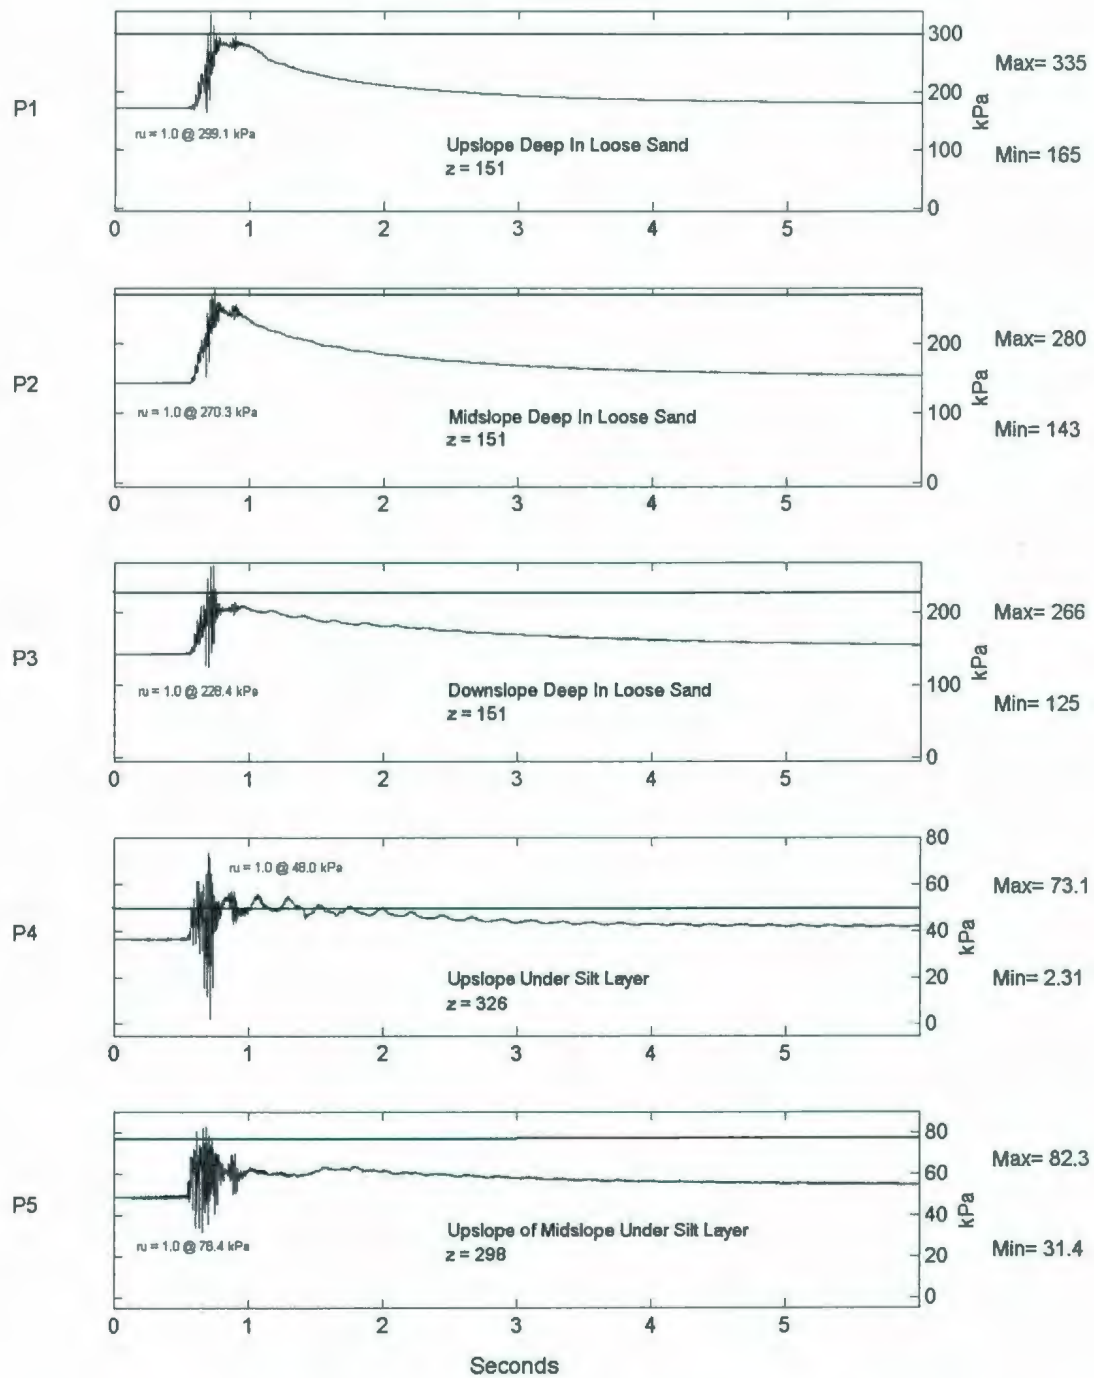 P1
ru = 1.0 @ 299.1 kPa
Upslope Deep In Loose Sand
z = 151
300
200
100
0
kPa
Max= 335
Min= 165
0 1 2 3 4 5
P2
ru = 1.0 @ 270.3 kPa
Midslope Deep In Loose Sand
z = 151
200
100
0
kPa
Max= 280
Min= 143
0 1 2 3 4 5
P3
ru = 1.0 @ 228.4 kPa
Downslope Deep In Loose Sand
z = 151
200
100
0
kPa
Max= 266
Min= 125
0 1 2 3 4 5
P4
ru = 1.0 @ 48.0 kPa
Upslope Under Silt Layer
z = 326
80
60
40
20
0
kPa
Max= 73.1
Min= 2.31
0 1 2 3 4 5
P5
ru = 1.0 @ 76.4 kPa
Upslope of Midslope Under Silt Layer
z = 298
80
60
40
20
0
kPa
Max= 82.3
Min= 31.4
0 1 2 3 4 5
Seconds